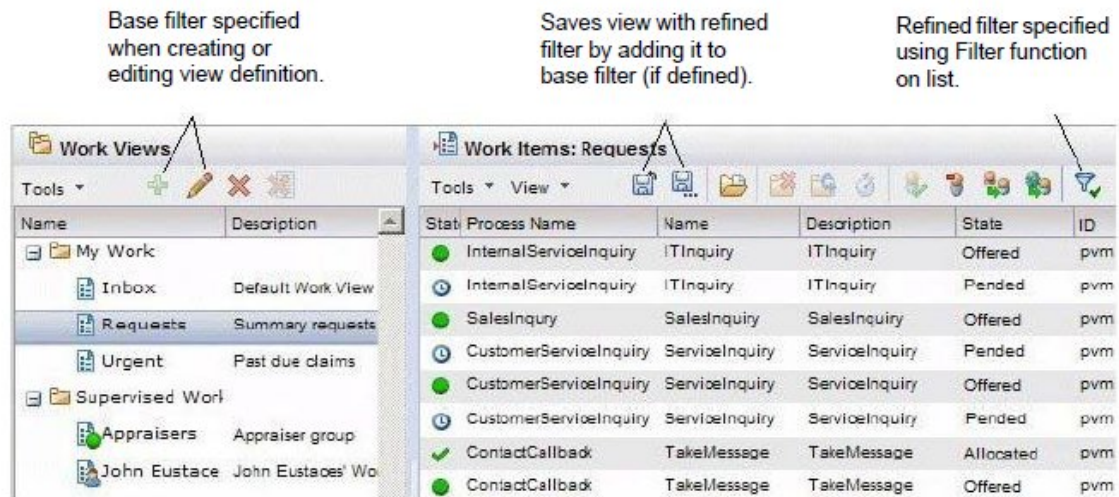 Base filter specified
when creating or
editing view definition.
Saves view with refined
filter by adding it to
base filter (if defined).
Refined filter specified
using Filter function
on list.
Work Views
Tools
Name Description
My Work
Inbox Default Work View
Requests Summary requests
Urgent Past due claims
Supervised Work
Appraisers Appraiser group
John Eustace John Eustaces' Wo
Work Items: Requests
Tools View
Stat Process Name Name Description State ID
InternalServiceInquiry ITInquiry ITInquiry Offered pvm
InternalServiceInquiry ITInquiry ITInquiry Pended pvm
SalesInqury SalesInquiry SalesInquiry Offered pvm
CustomerServiceInquiry ServiceInquiry ServiceInquiry Pended pvm
CustomerServiceInquiry ServiceInquiry ServiceInquiry Offered pvm
CustomerServiceInquiry ServiceInquiry ServiceInquiry Pended pvm
ContactCallback TakeMessage TakeMessage Allocated pvm
ContactCallback TakeMessage TakeMessage Offered pvm